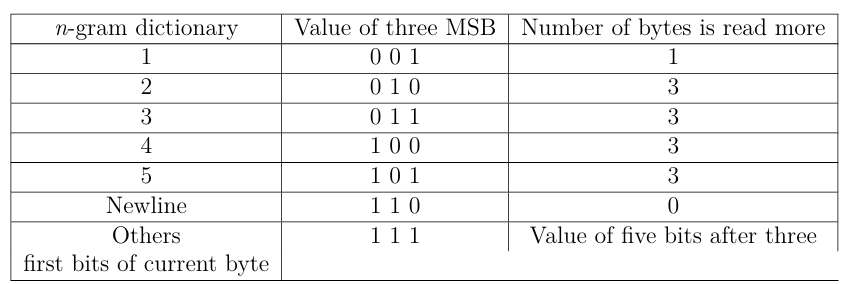 n-gram dictionary Value of three MSB Number of bytes is read more
1 0 0 1 1
2 0 1 0 3
3 0 1 1 3
4 1 0 0 3
5 1 0 1 3
Newline 1 1 0 0
Others 1 1 1 Value of five bits after three
first bits of current byte